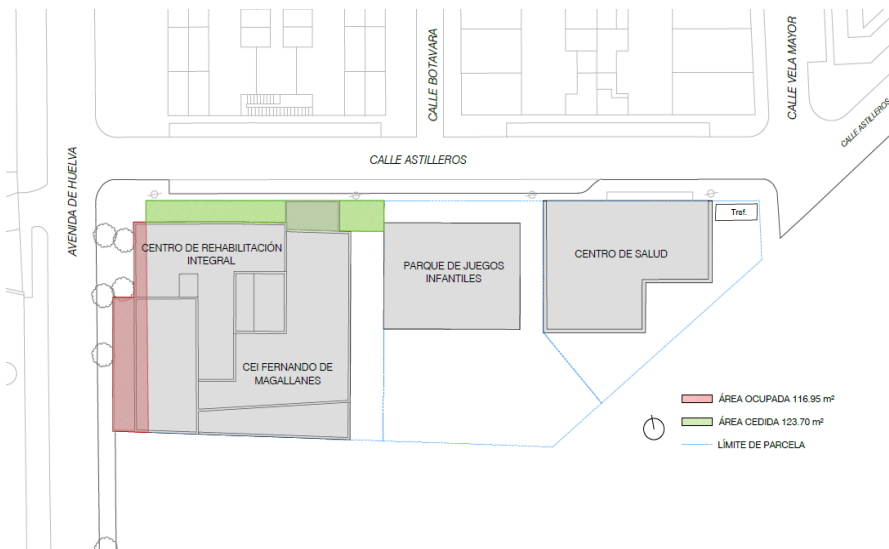 CALLE BOTAVARA
CALLE VELA MAYOR
CALLE ASTILLEROS
CALLE ASTILLEROS
AVENIDA DE HUELVA
Traf.
CENTRO DE REHABILITACIÓN
INTEGRAL
PARQUE DE JUEGOS
INFANTILES
CENTRO DE SALUD
CEI FERNANDO DE
MAGALLANES
ÁREA OCUPADA 116.95 m²
ÁREA CEDIDA 123.70 m²
LÍMITE DE PARCELA